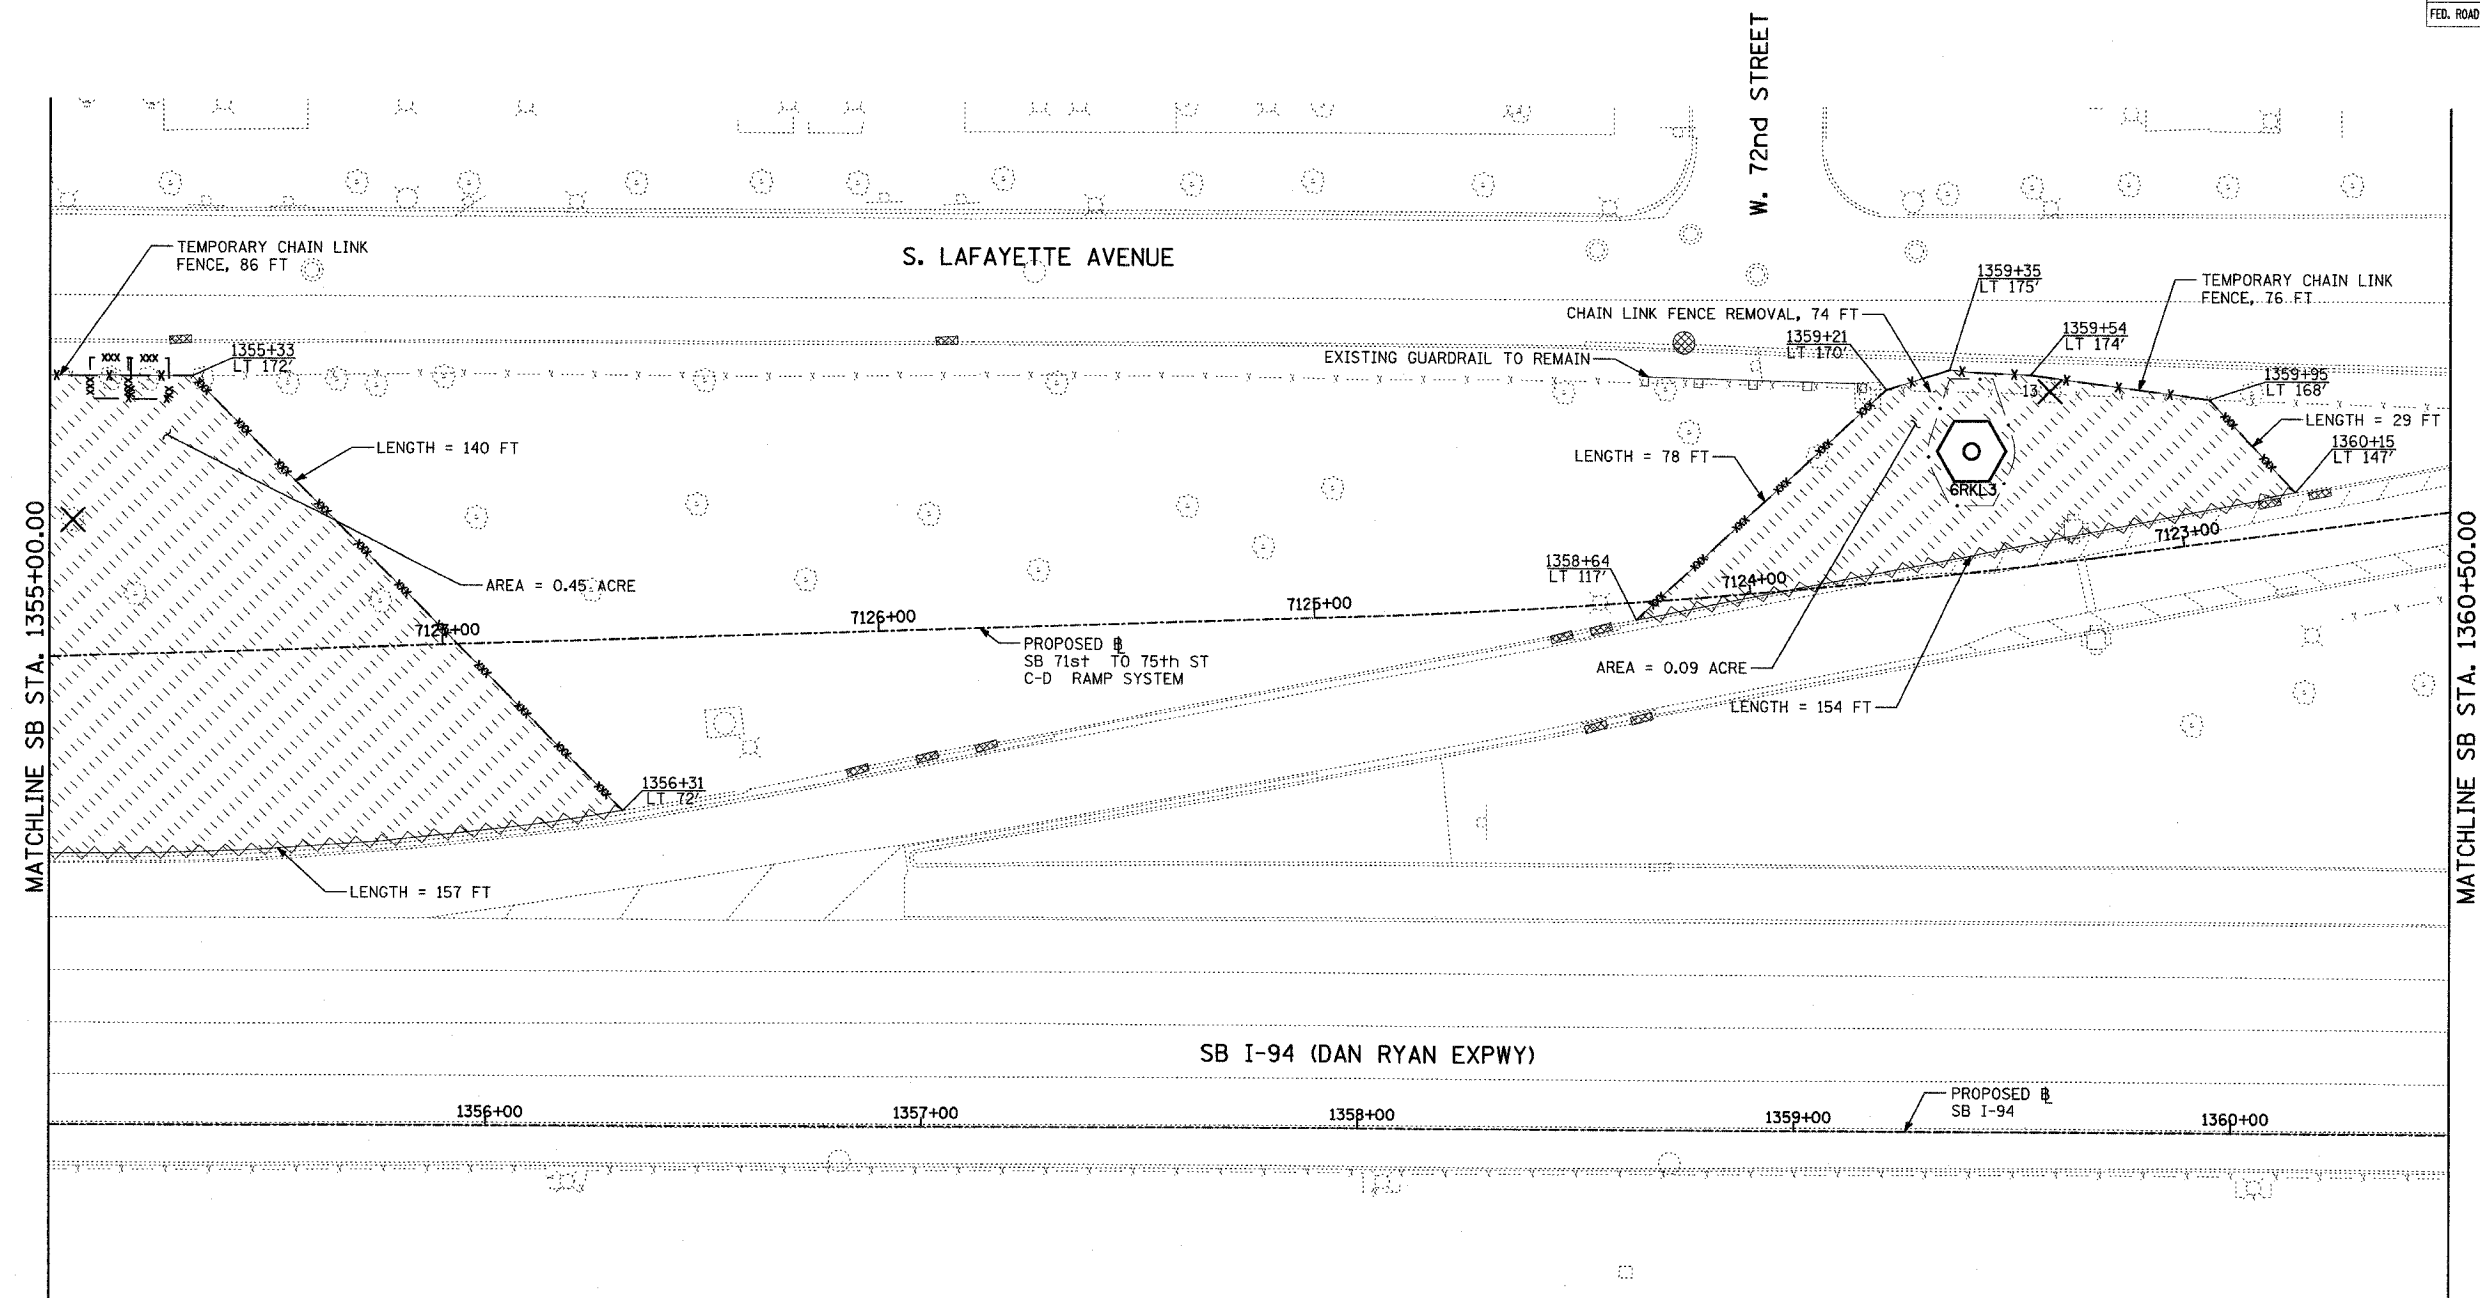 FED. ROAD
W. 72nd STREET
TEMPORARY CHAIN LINK
FENCE, 86 FT
S. LAFAYETTE AVENUE
1359+35
LT 175'
TEMPORARY CHAIN LINK
FENCE, 76 FT
CHAIN LINK FENCE REMOVAL, 74 FT
1359+21
LT 170'
1359+54
LT 174'
1355+33
LT 172'
EXISTING GUARDRAIL TO REMAIN
1359+95
LT 168'
13
LENGTH = 29 FT
LENGTH = 140 FT
LENGTH = 78 FT
1360+15
LT 147'
6RKL3
MATCHLINE SB STA. 1355+00.00
MATCHLINE SB STA. 1360+50.00
7123+00
1358+64
LT 117'
AREA = 0.45 ACRE
7124+00
7125+00
7126+00
PROPOSED BL
SB 71st TO 75th ST
C-D RAMP SYSTEM
AREA = 0.09 ACRE
LENGTH = 154 FT
1356+31
LT 72'
LENGTH = 157 FT
SB I-94 (DAN RYAN EXPWY)
PROPOSED BL
SB I-94
1356+00
1357+00
1358+00
1359+00
1360+00